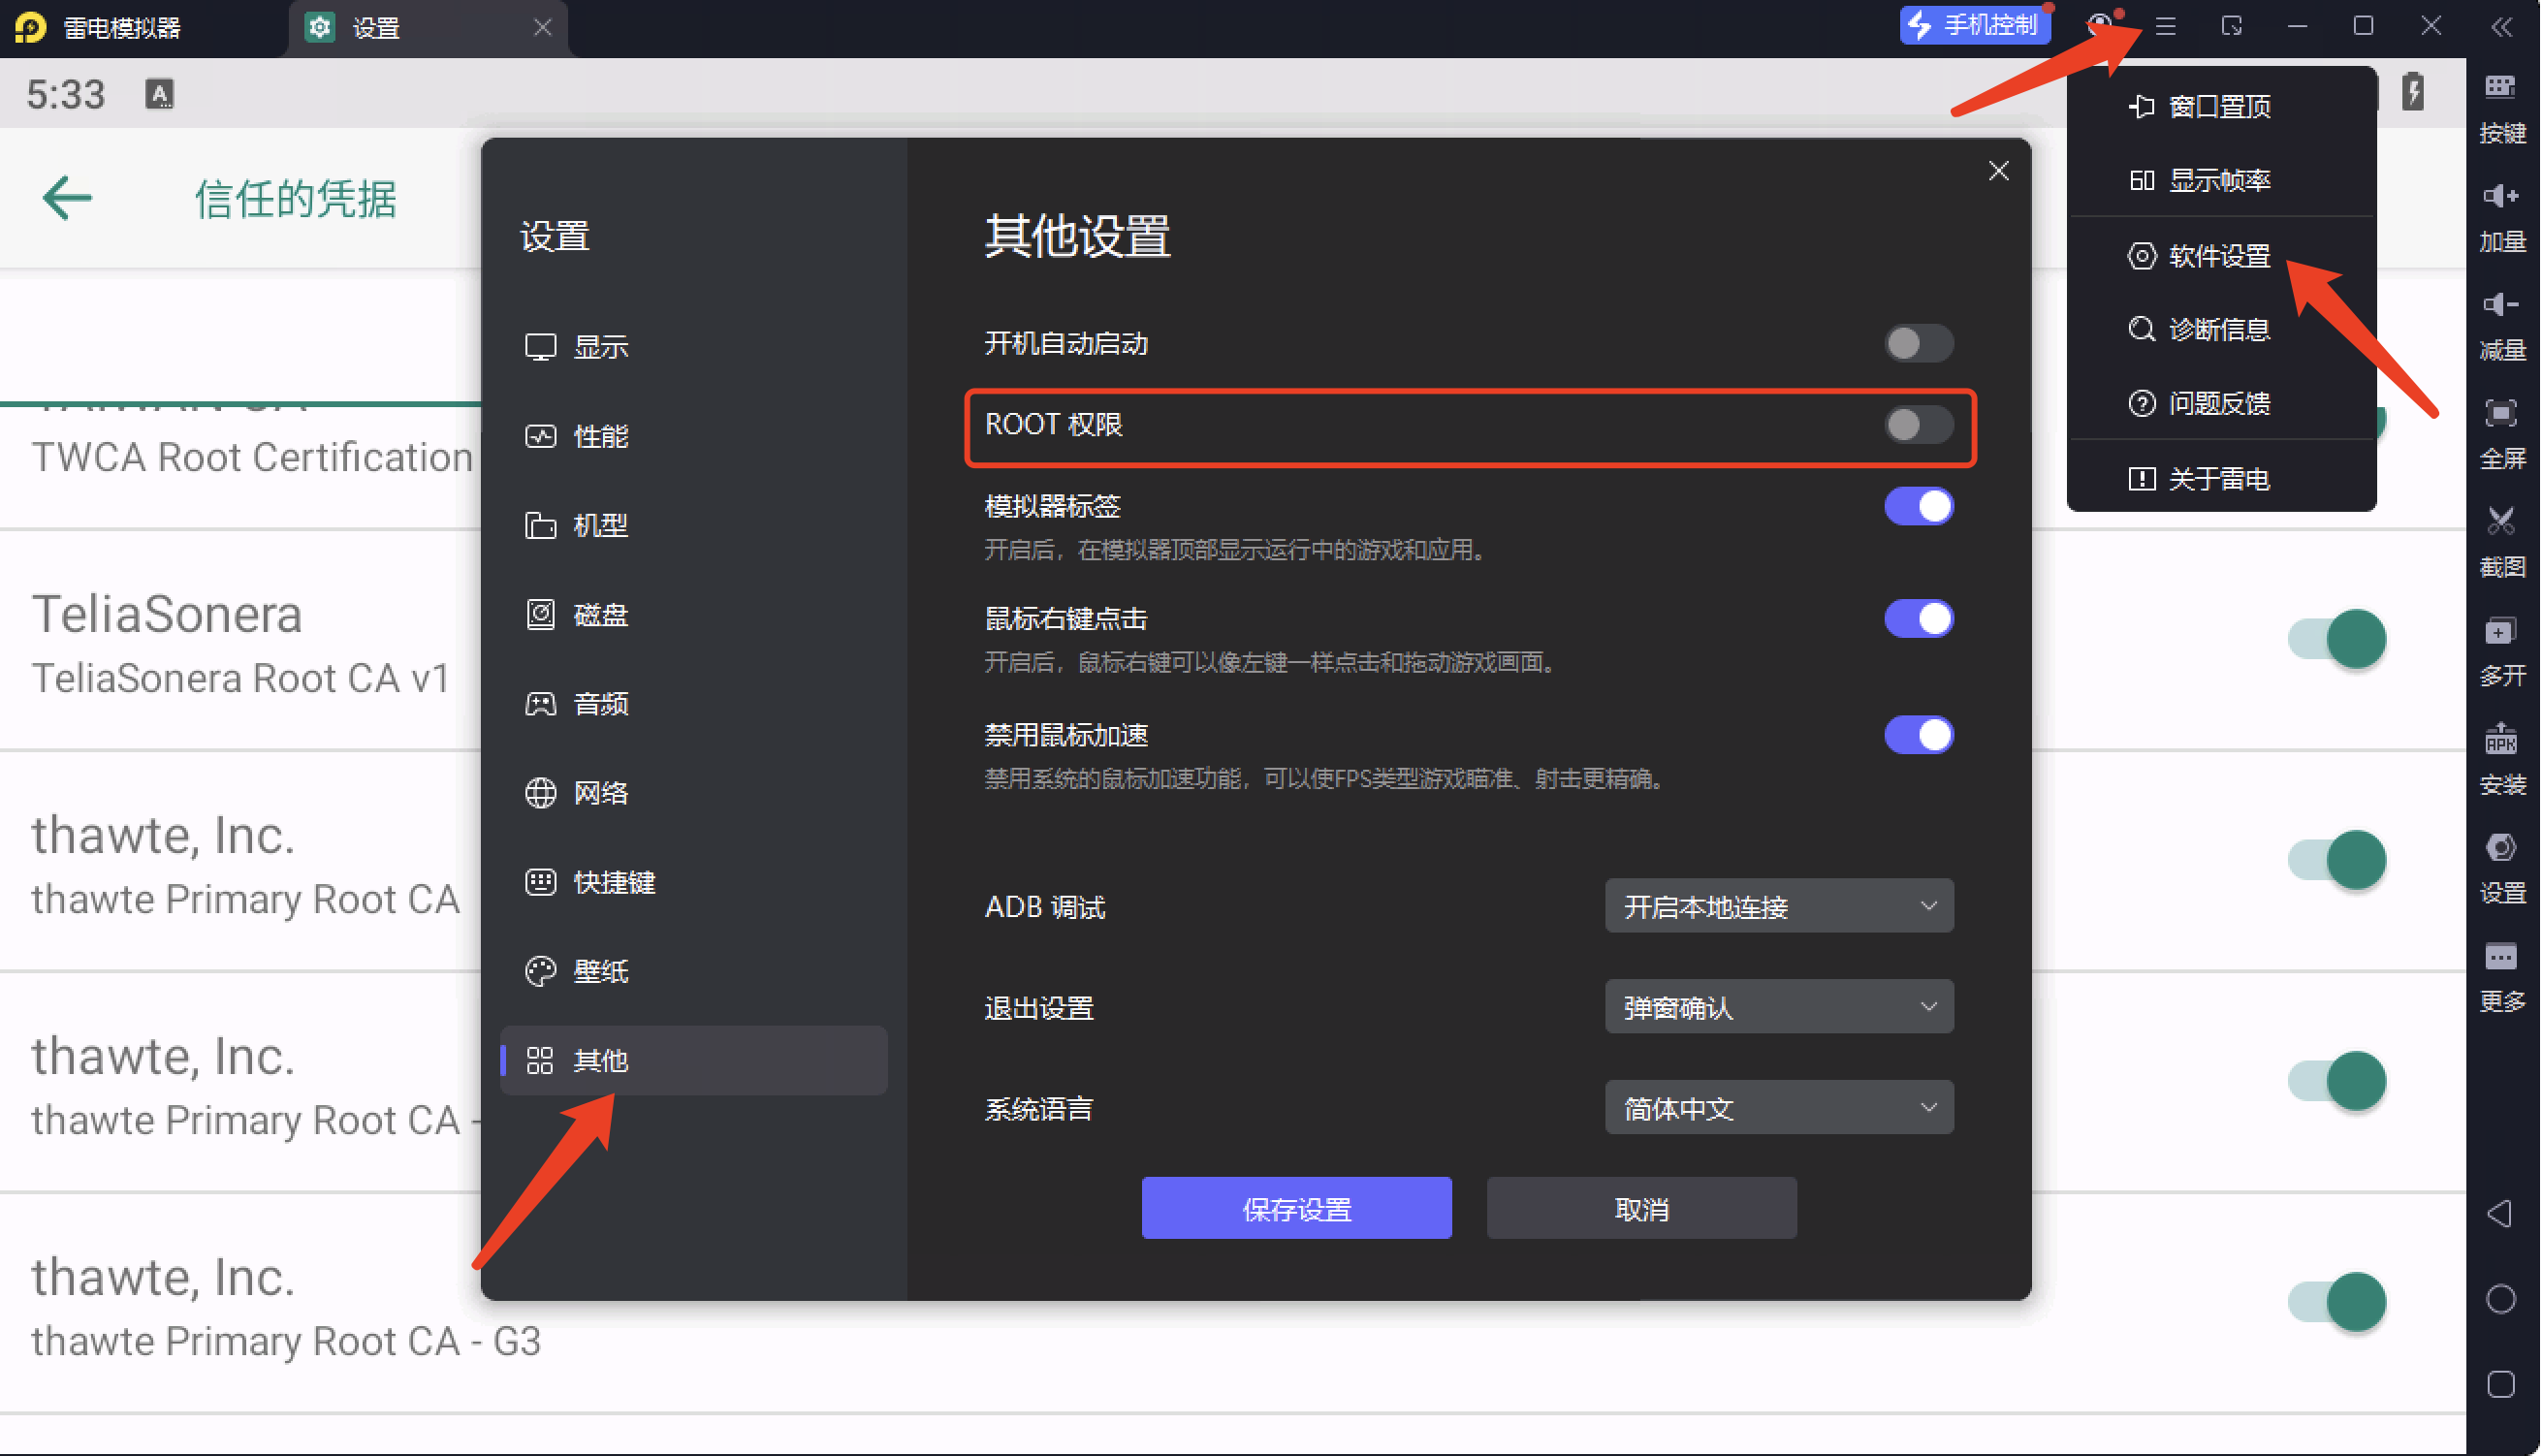 雷电模拟器
设置
手机控制
5:33
A
信任的凭据
TWCA Root Certification
TeliaSonera
TeliaSonera Root CA v1
thawte, Inc.
thawte Primary Root CA
thawte, Inc.
thawte Primary Root CA -
thawte, Inc.
thawte Primary Root CA - G3
设置
显示
性能
机型
磁盘
音频
网络
快捷键
壁纸
其他
其他设置
开机自动启动
ROOT 权限
模拟器标签
开启后，在模拟器顶部显示运行中的游戏和应用。
鼠标右键点击
开启后，鼠标右键可以像左键一样点击和拖动游戏画面。
禁用鼠标加速
禁用系统的鼠标加速功能，可以使FPS类型游戏瞄准、射击更精确。
ADB 调试
开启本地连接
退出设置
弹窗确认
系统语言
简体中文
保存设置
取消
窗口置顶
60 显示帧率
软件设置
诊断信息
问题反馈
关于雷电
按键
加量
减量
全屏
截图
多开
APK
安装
设置
更多